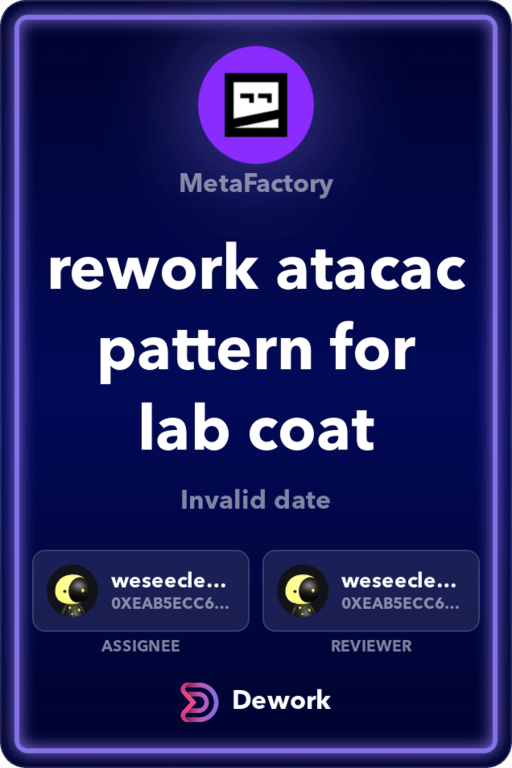 MetaFactory
rework atacac
pattern for
lab coat
Invalid date
weseecle...
0XEAB5ECC6...
ASSIGNEE
weseecle...
0XEAB5ECC6...
REVIEWER
Dework